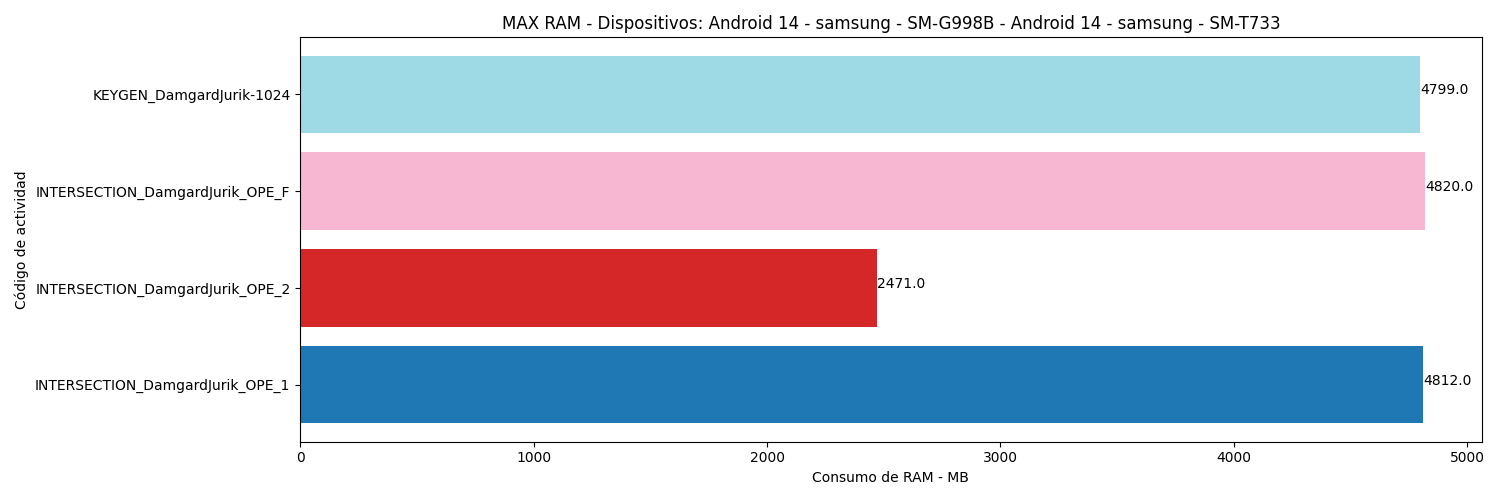 MAX RAM - Dispositivos: Android 14 - samsung - SM-G998B - Android 14 - samsung - SM-T733
KEYGEN_DamgardJurik-1024
4799.0
INTERSECTION_DamgardJurik_OPE_F
4820.0
INTERSECTION_DamgardJurik_OPE_2
2471.0
INTERSECTION_DamgardJurik_OPE_1
4812.0
Código de actividad
0 1000 2000 3000 4000 5000
Consumo de RAM - MB